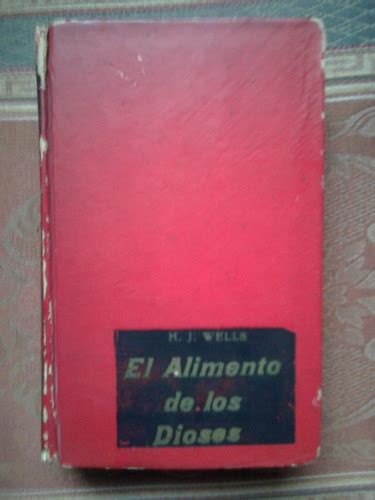 H. J. WELLS
El Alimento
de los
Dioses